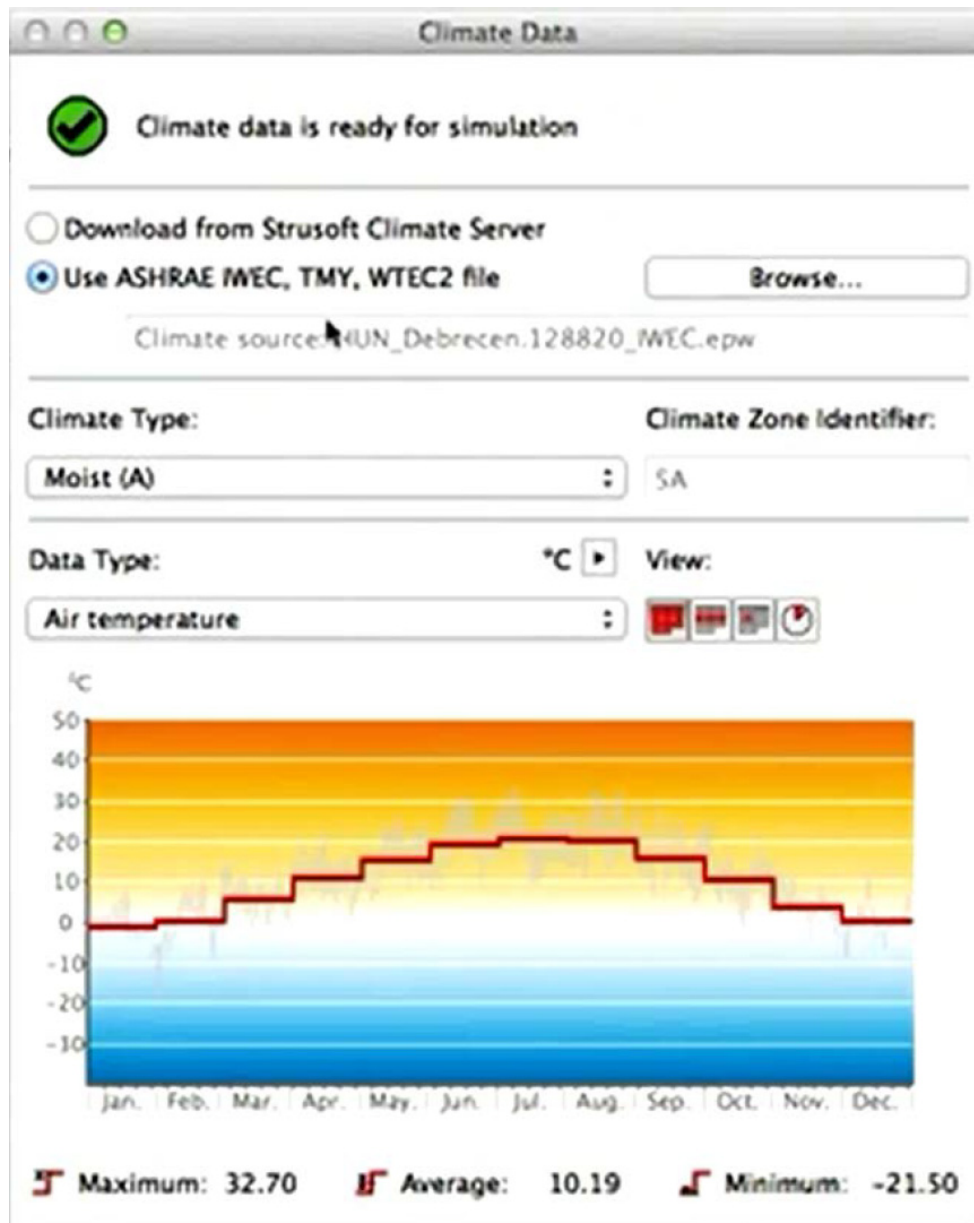 Climate Data
Climate data is ready for simulation
Download from Strusoft Climate Server
Use ASHRAE IWEC, TMY, WTEC2 file Browse...
Climate source: HUN_Debrecen.128820_IWEC.epw
Climate Type: Climate Zone Identifier:
Moist (A) 5A
Data Type: °C View:
Air temperature
°C
50
40
30
20
10
0
-10
-20
-10
Jan. Feb. Mar. Apr. May. Jun. Jul. Aug. Sep. Oct. Nov. Dec.
Maximum: 32.70 Average: 10.19 Minimum: -21.50